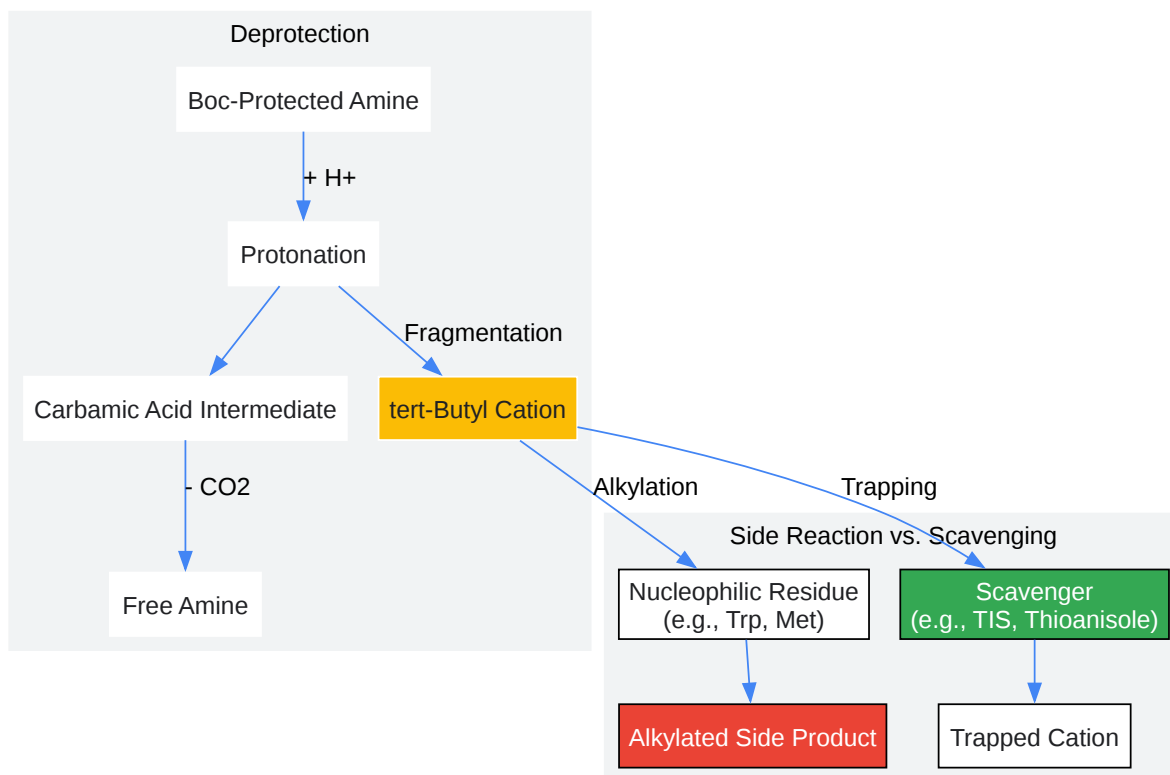 Deprotection
Boc-Protected Amine
+ H+
Protonation
Fragmentation
Carbamic Acid Intermediate
tert-Butyl Cation
- CO2
Alkylation
Trapping
Side Reaction vs. Scavenging
Free Amine
Nucleophilic Residue
(e.g., Trp, Met)
Scavenger
(e.g., TIS, Thioanisole)
Alkylated Side Product
Trapped Cation